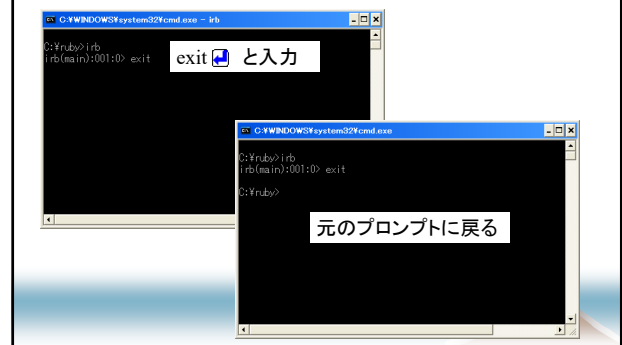 C:¥WINDOWS¥system32¥cmd.exe - irb
C:¥ruby>irb
irb(main):001:0> exit
exit と入力
C:¥WINDOWS¥system32¥cmd.exe
C:¥ruby>irb
irb(main):001:0> exit
C:¥ruby>
元のプロンプトに戻る